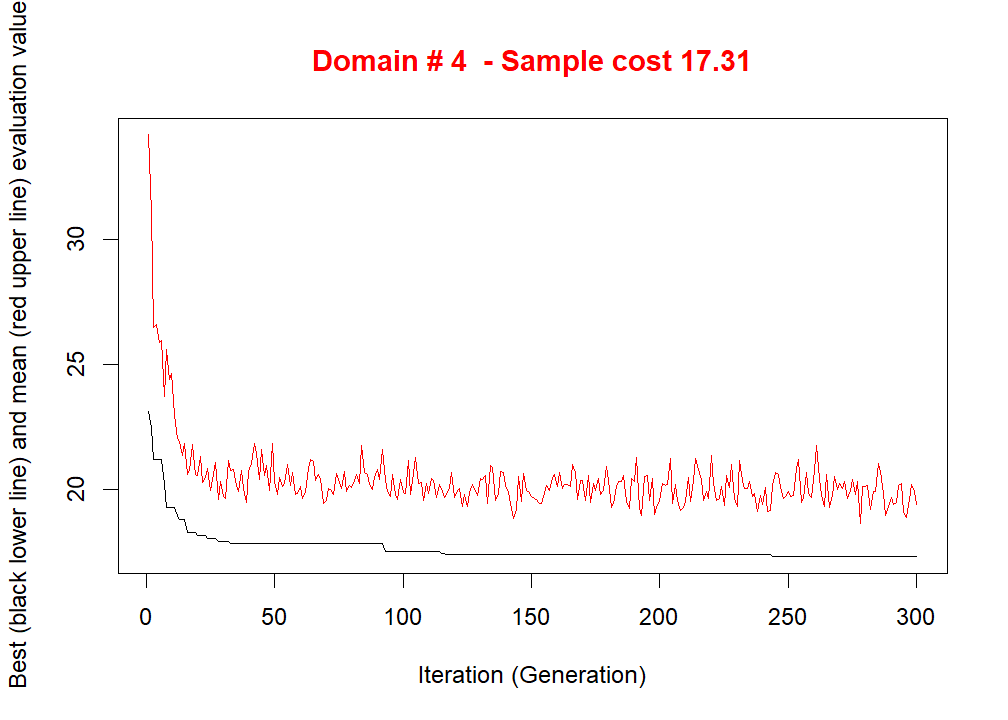 Domain # 4  - Sample cost 17.31
Best (black lower line) and mean (red upper line) evaluation value
30
25
20
0 50 100 150 200 250 300
Iteration (Generation)